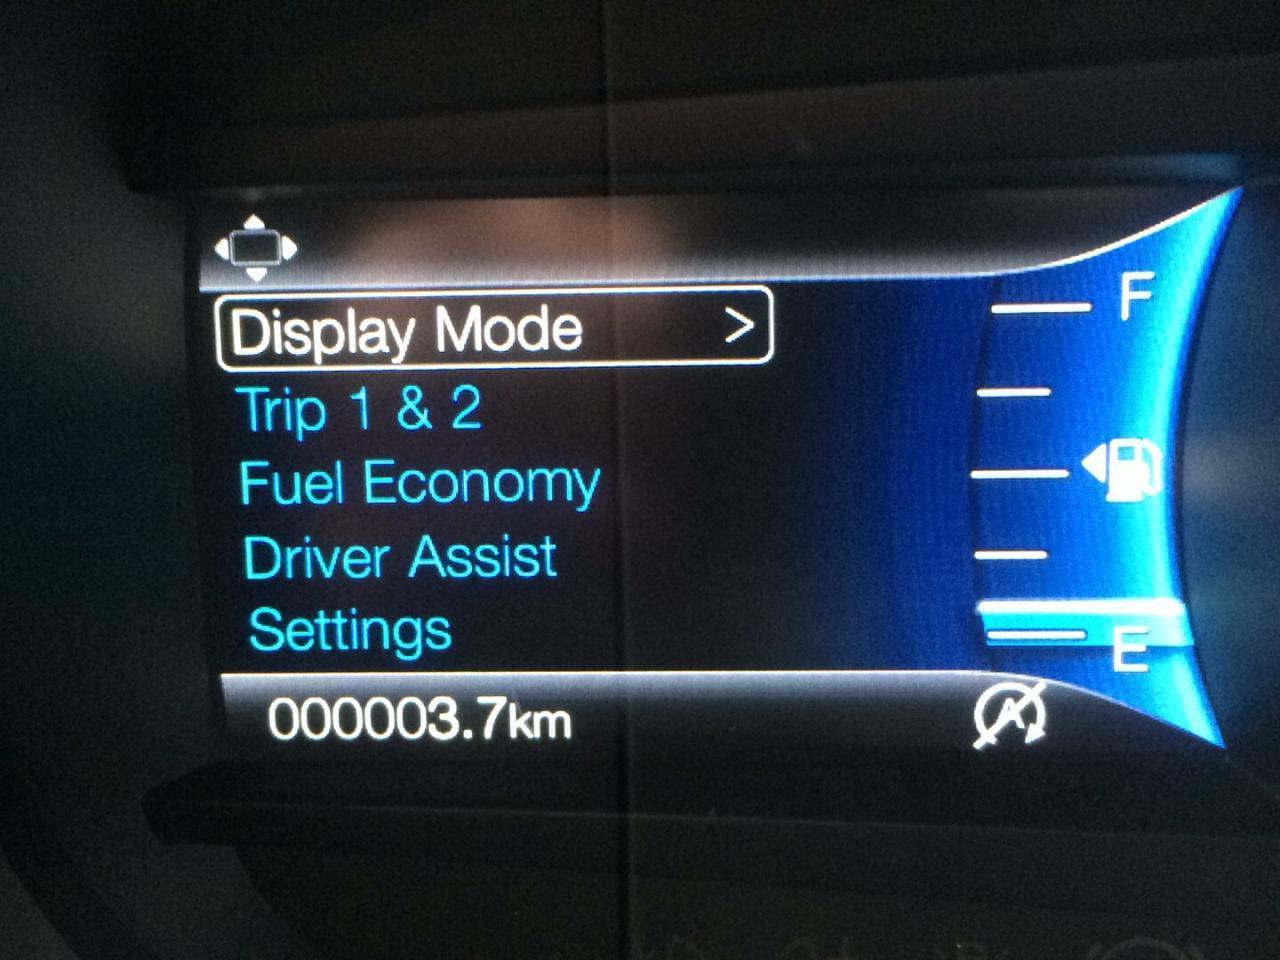 Display Mode >
Trip 1 & 2
Fuel Economy
Driver Assist
Settings
000003.7km
F
E
A